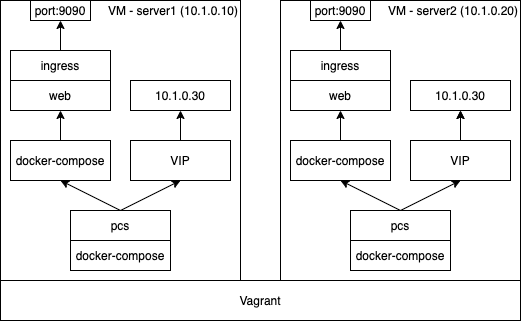 port:9090
VM - server1 (10.1.0.10)
ingress
web
10.1.0.30
docker-compose
VIP
pcs
docker-compose
port:9090
VM - server2 (10.1.0.20)
ingress
web
10.1.0.30
docker-compose
VIP
pcs
docker-compose
Vagrant